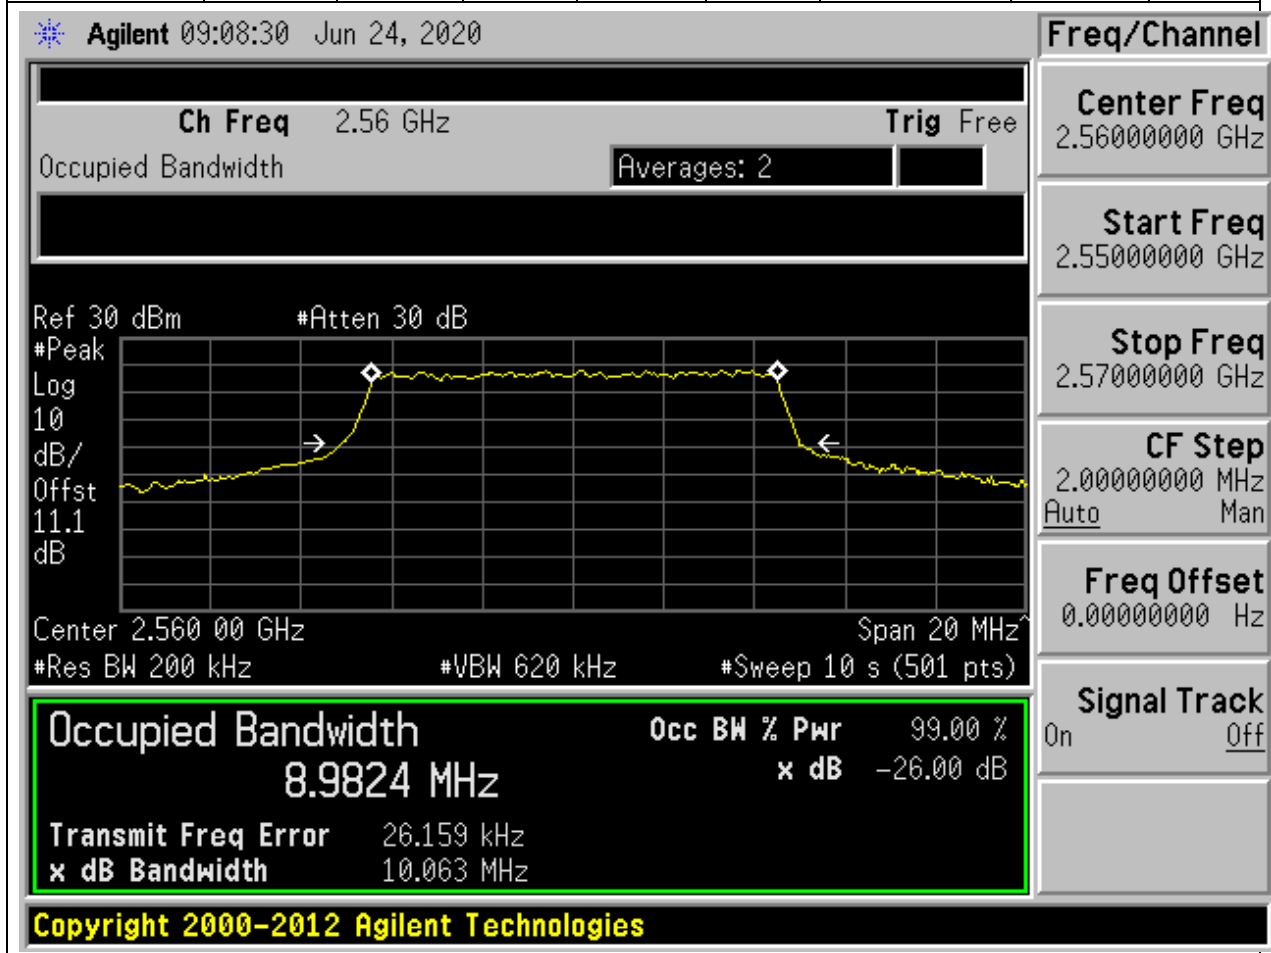 Agilent 09:08:30 Jun 24, 2020
Freq/Channel
Ch Freq 2.56 GHz Trig Free
Occupied Bandwidth Averages: 2
Center Freq
2.56000000 GHz
Start Freq
2.55000000 GHz
Stop Freq
2.57000000 GHz
CF Step
2.00000000 MHz
Auto Man
Freq Offset
0.00000000 Hz
Signal Track
On Off
Ref 30 dBm #Atten 30 dB
#Peak
Log
10
dB/
Offst
11.1
dB
Center 2.560 00 GHz Span 20 MHz^
#Res BW 200 kHz #VBW 620 kHz #Sweep 10 s (501 pts)
Occupied Bandwidth Occ BW % Pwr 99.00 %
8.9824 MHz x dB -26.00 dB
Transmit Freq Error 26.159 kHz
x dB Bandwidth 10.063 MHz
Copyright 2000-2012 Agilent Technologies